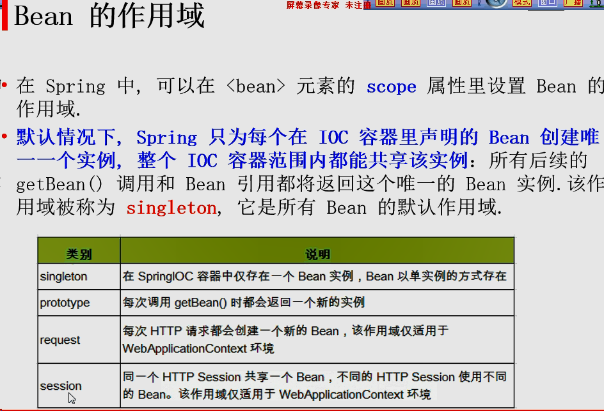 屏幕录像专家 未注册
Bean 的作用域
• 在 Spring 中, 可以在 <bean> 元素的 scope 属性里设置 Bean 的
作用域.
• 默认情况下, Spring 只为每个在 IOC 容器里声明的 Bean 创建唯
一一个实例, 整个 IOC 容器范围内都能共享该实例: 所有后续的
getBean() 调用和 Bean 引用都将返回这个唯一的 Bean 实例.该作
用域被称为 singleton, 它是所有 Bean 的默认作用域.
类别 说明
singleton 在 SpringIOC 容器中仅存在一个 Bean 实例，Bean 以单实例的方式存在
prototype 每次调用 getBean() 时都会返回一个新的实例
request 每次 HTTP 请求都会创建一个新的 Bean，该作用域仅适用于
WebApplicationContext 环境
session 同一个 HTTP Session 共享一个 Bean，不同的 HTTP Session 使用不同
的 Bean。该作用域仅适用于 WebApplicationContext 环境